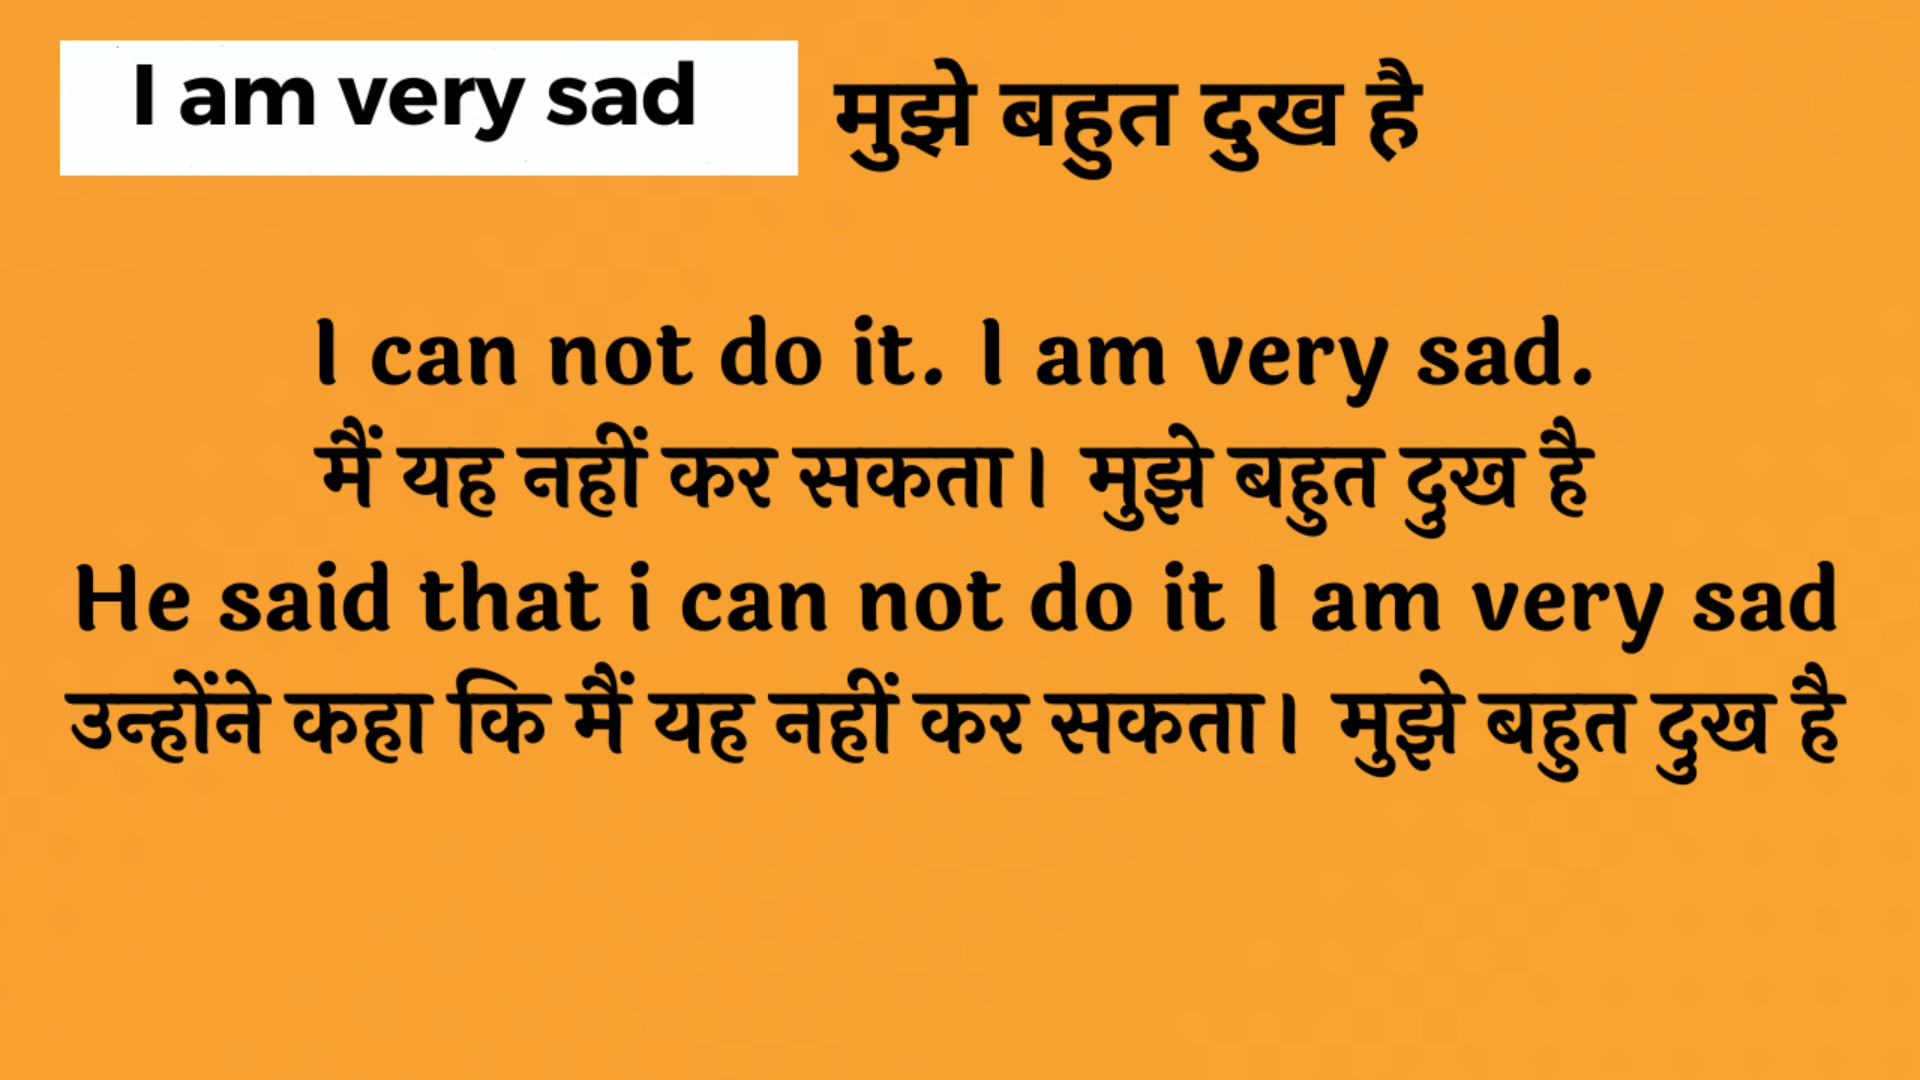 I am very sad मुझे बहुत दुख है
I can not do it. I am very sad.
मैं यह नहीं कर सकता। मुझे बहुत दुख है
He said that i can not do it I am very sad
उन्होंने कहा कि मैं यह नहीं कर सकता। मुझे बहुत दुख है